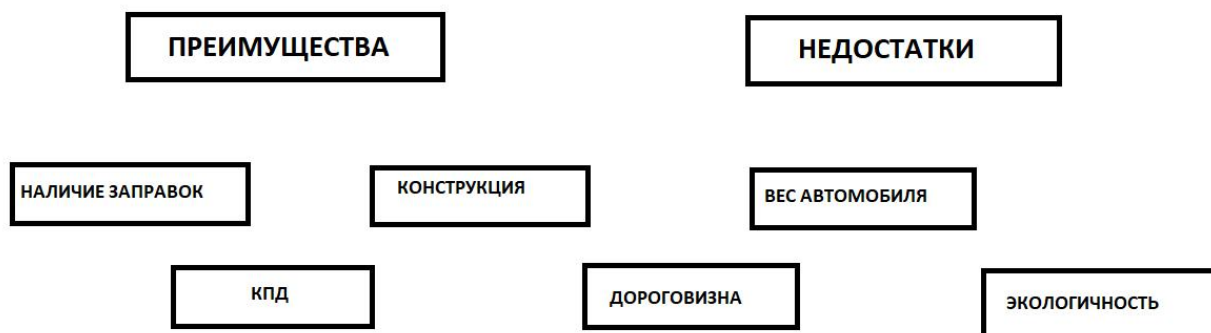 ПРЕИМУЩЕСТВА
НЕДОСТАТКИ
НАЛИЧИЕ ЗАПРАВОК
КОНСТРУКЦИЯ
ВЕС АВТОМОБИЛЯ
КПД
ДОРОГОВИЗНА
ЭКОЛОГИЧНОСТЬ